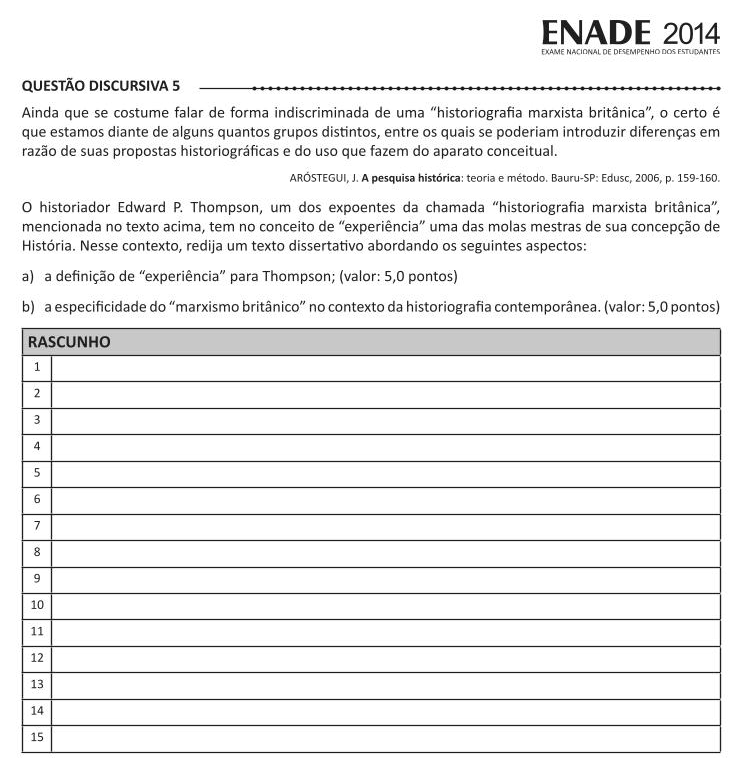 ENADE 2014
EXAME NACIONAL DE DESEMPENHO DOS ESTUDANTES
QUESTÃO DISCURSIVA 5
Ainda que se costume falar de forma indiscriminada de uma “historiografia marxista britânica”, o certo é
que estamos diante de alguns quantos grupos distintos, entre os quais se poderiam introduzir diferenças em
razão de suas propostas historiográficas e do uso que fazem do aparato conceitual.
ARÓSTEGUI, J. A pesquisa histórica: teoria e método. Bauru-SP: Edusc, 2006, p. 159-160.
O historiador Edward P. Thompson, um dos expoentes da chamada “historiografia marxista britânica”,
mencionada no texto acima, tem no conceito de “experiência” uma das molas mestras de sua concepção de
História. Nesse contexto, redija um texto dissertativo abordando os seguintes aspectos:
a) a definição de “experiência” para Thompson; (valor: 5,0 pontos)
b) a especificidade do “marxismo britânico” no contexto da historiografia contemporânea. (valor: 5,0 pontos)
RASCUNHO
1
2
3
4
5
6
7
8
9
10
11
12
13
14
15